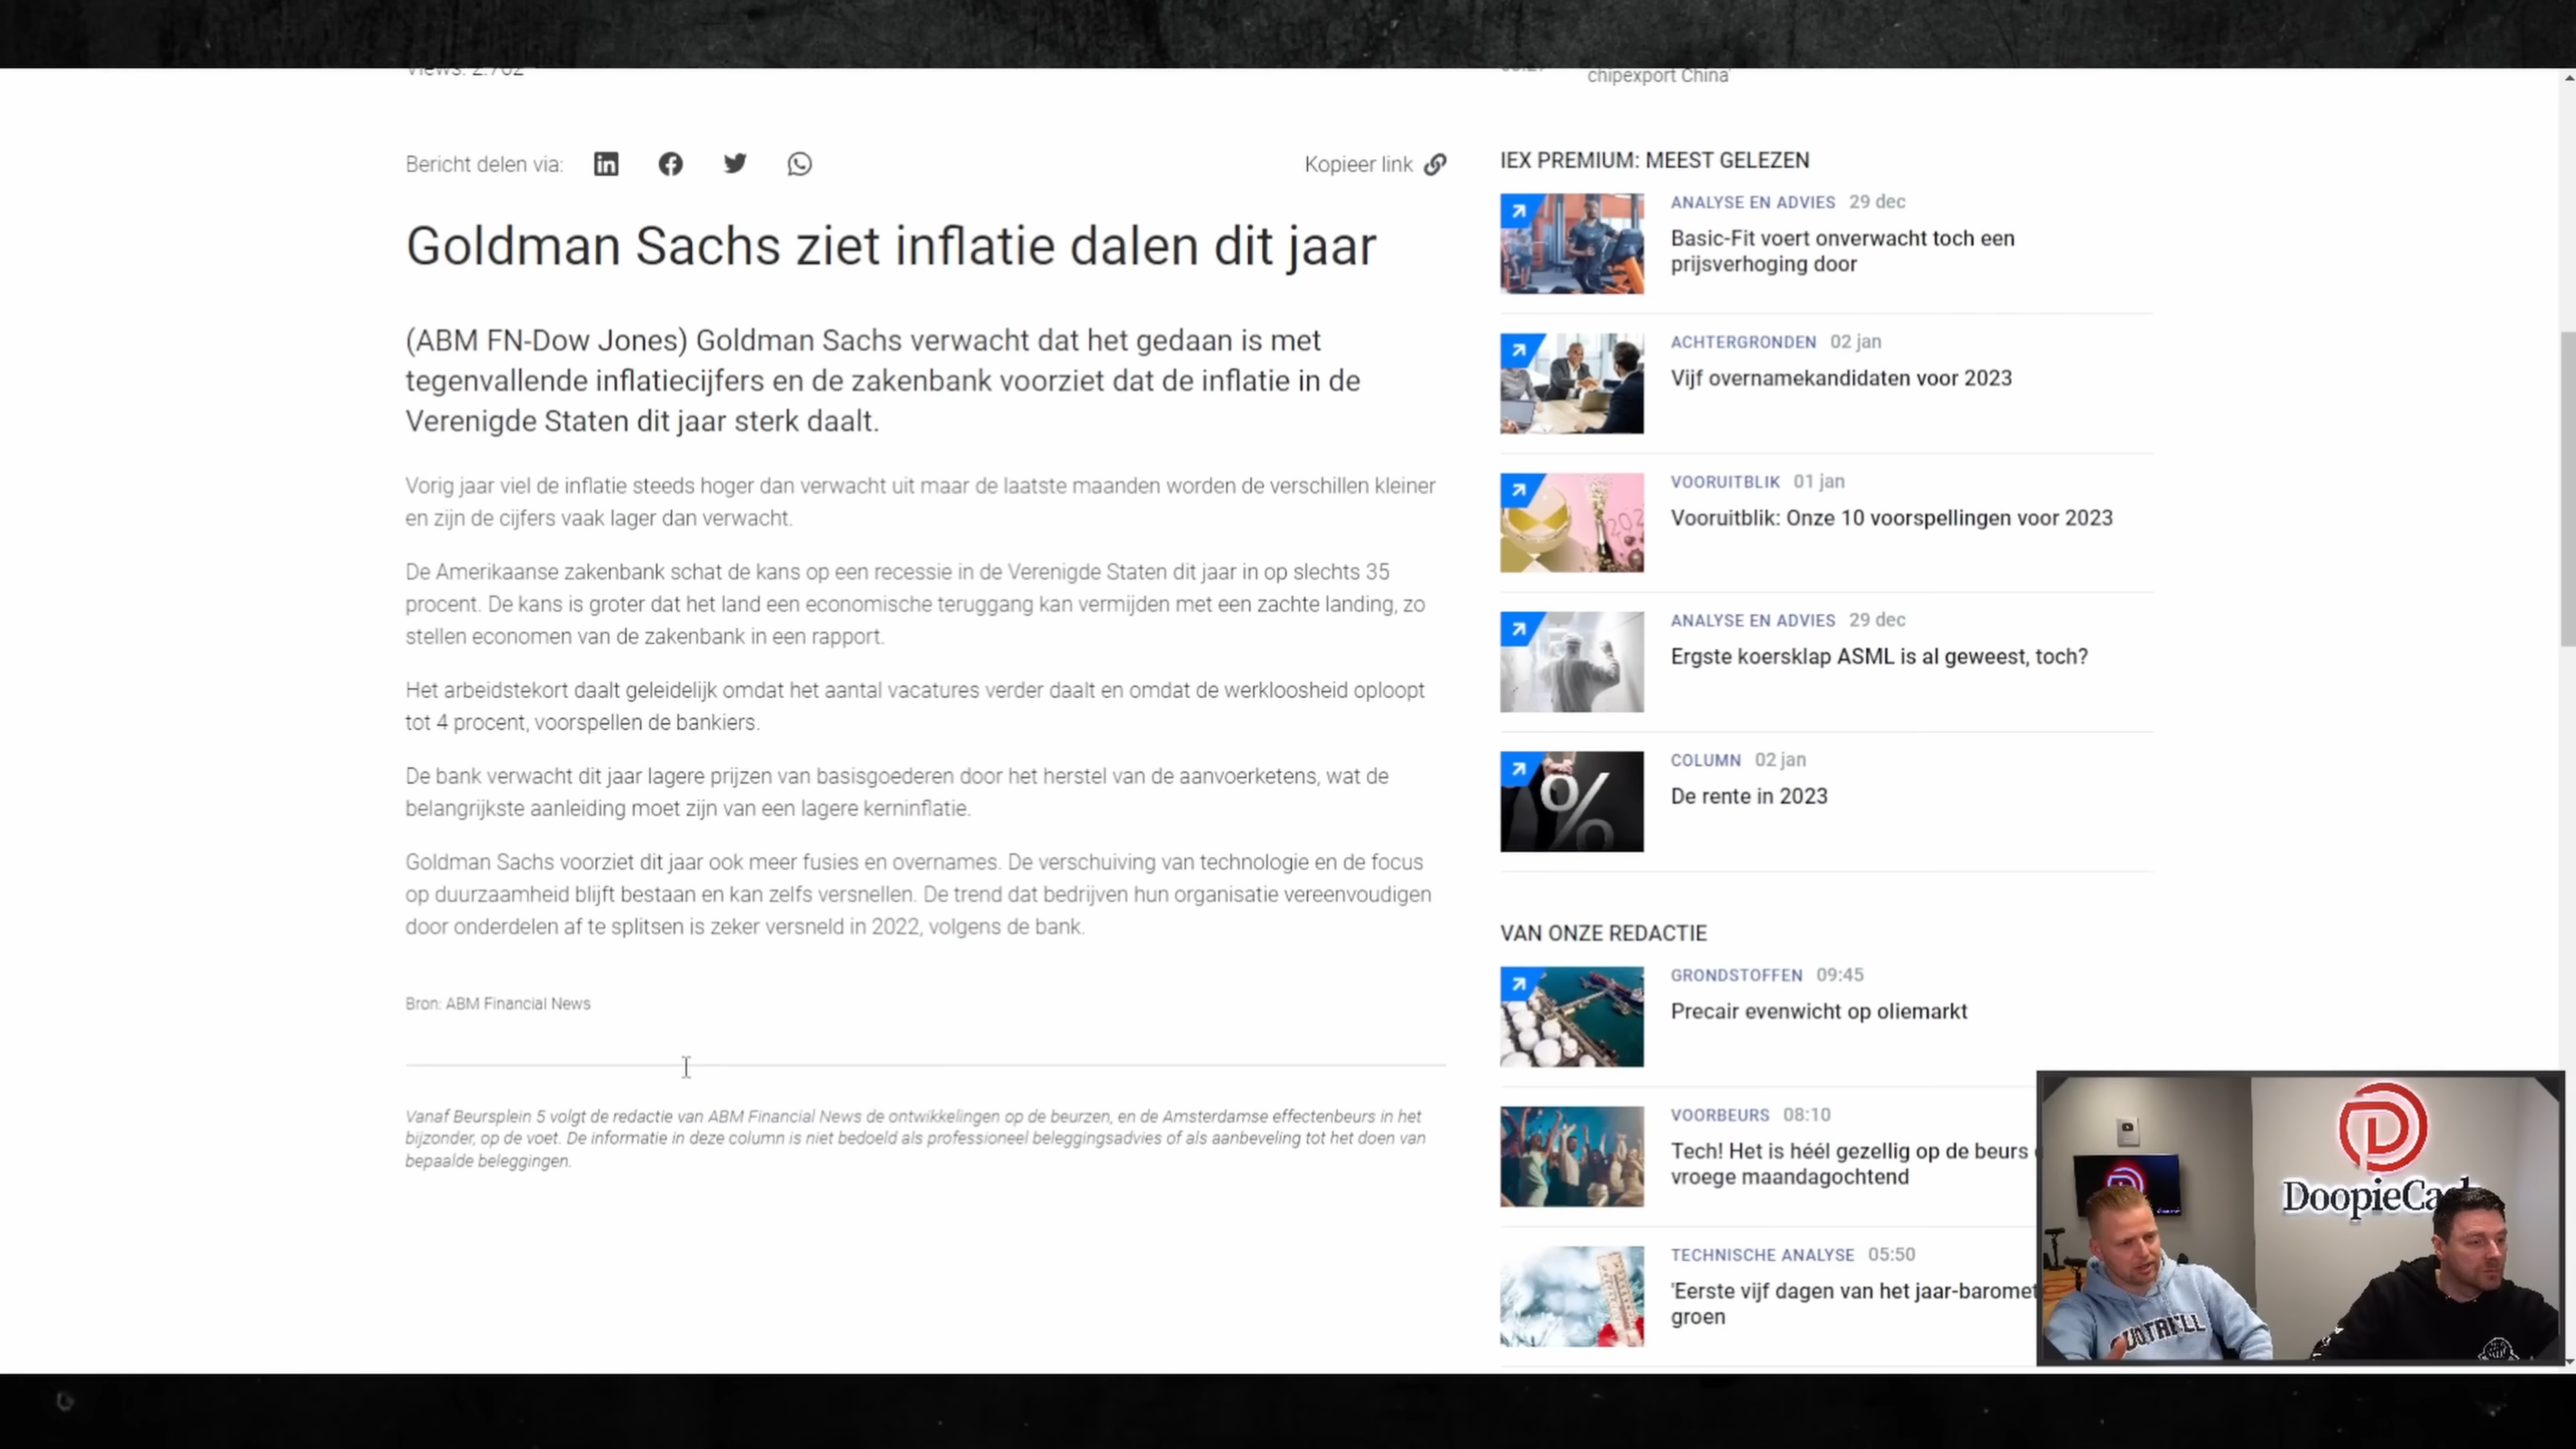 Views: 2.762
Bericht delen via:
Kopieer link
Goldman Sachs ziet inflatie dalen dit jaar
(ABM FN-Dow Jones) Goldman Sachs verwacht dat het gedaan is met
tegenvallende inflatiecijfers en de zakenbank voorziet dat de inflatie in de
Verenigde Staten dit jaar sterk daalt.
Vorig jaar viel de inflatie steeds hoger dan verwacht uit maar de laatste maanden worden de verschillen kleiner
en zijn de cijfers vaak lager dan verwacht.
De Amerikaanse zakenbank schat de kans op een recessie in de Verenigde Staten dit jaar in op slechts 35
procent. De kans is groter dat het land een economische teruggang kan vermijden met een zachte landing, zo
stellen economen van de zakenbank in een rapport.
Het arbeidstekort daalt geleidelijk omdat het aantal vacatures verder daalt en omdat de werkloosheid oploopt
tot 4 procent, voorspellen de bankiers.
De bank verwacht dit jaar lagere prijzen van basisgoederen door het herstel van de aanvoerketens, wat de
belangrijkste aanleiding moet zijn van een lagere kerninflatie.
Goldman Sachs voorziet dit jaar ook meer fusies en overnames. De verschuiving van technologie en de focus
op duurzaamheid blijft bestaan en kan zelfs versnellen. De trend dat bedrijven hun organisatie vereenvoudigen
door onderdelen af te splitsen is zeker versneld in 2022, volgens de bank.
Bron: ABM Financial News
Vanaf Beursplein 5 volgt de redactie van ABM Financial News de ontwikkelingen op de beurzen, en de Amsterdamse effectenbeurs in het
bijzonder, op de voet. De informatie in deze column is niet bedoeld als professioneel beleggingsadvies of als aanbeveling tot het doen van
bepaalde beleggingen.
chipexport China'
IEX PREMIUM: MEEST GELEZEN
ANALYSE EN ADVIES 29 dec
Basic-Fit voert onverwacht toch een
prijsverhoging door
ACHTERGRONDEN 02 jan
Vijf overnamekandidaten voor 2023
VOORUITBLIK 01 jan
Vooruitblik: Onze 10 voorspellingen voor 2023
ANALYSE EN ADVIES 29 dec
Ergste koersklap ASML is al geweest, toch?
COLUMN 02 jan
De rente in 2023
VAN ONZE REDACTIE
GRONDSTOFFEN 09:45
Precair evenwicht op oliemarkt
VOORBEURS 08:10
Tech! Het is héél gezellig op de beurs
vroege maandagochtend
TECHNISCHE ANALYSE 05:50
'Eerste vijf dagen van het jaar-baromet
groen
DoopieCa